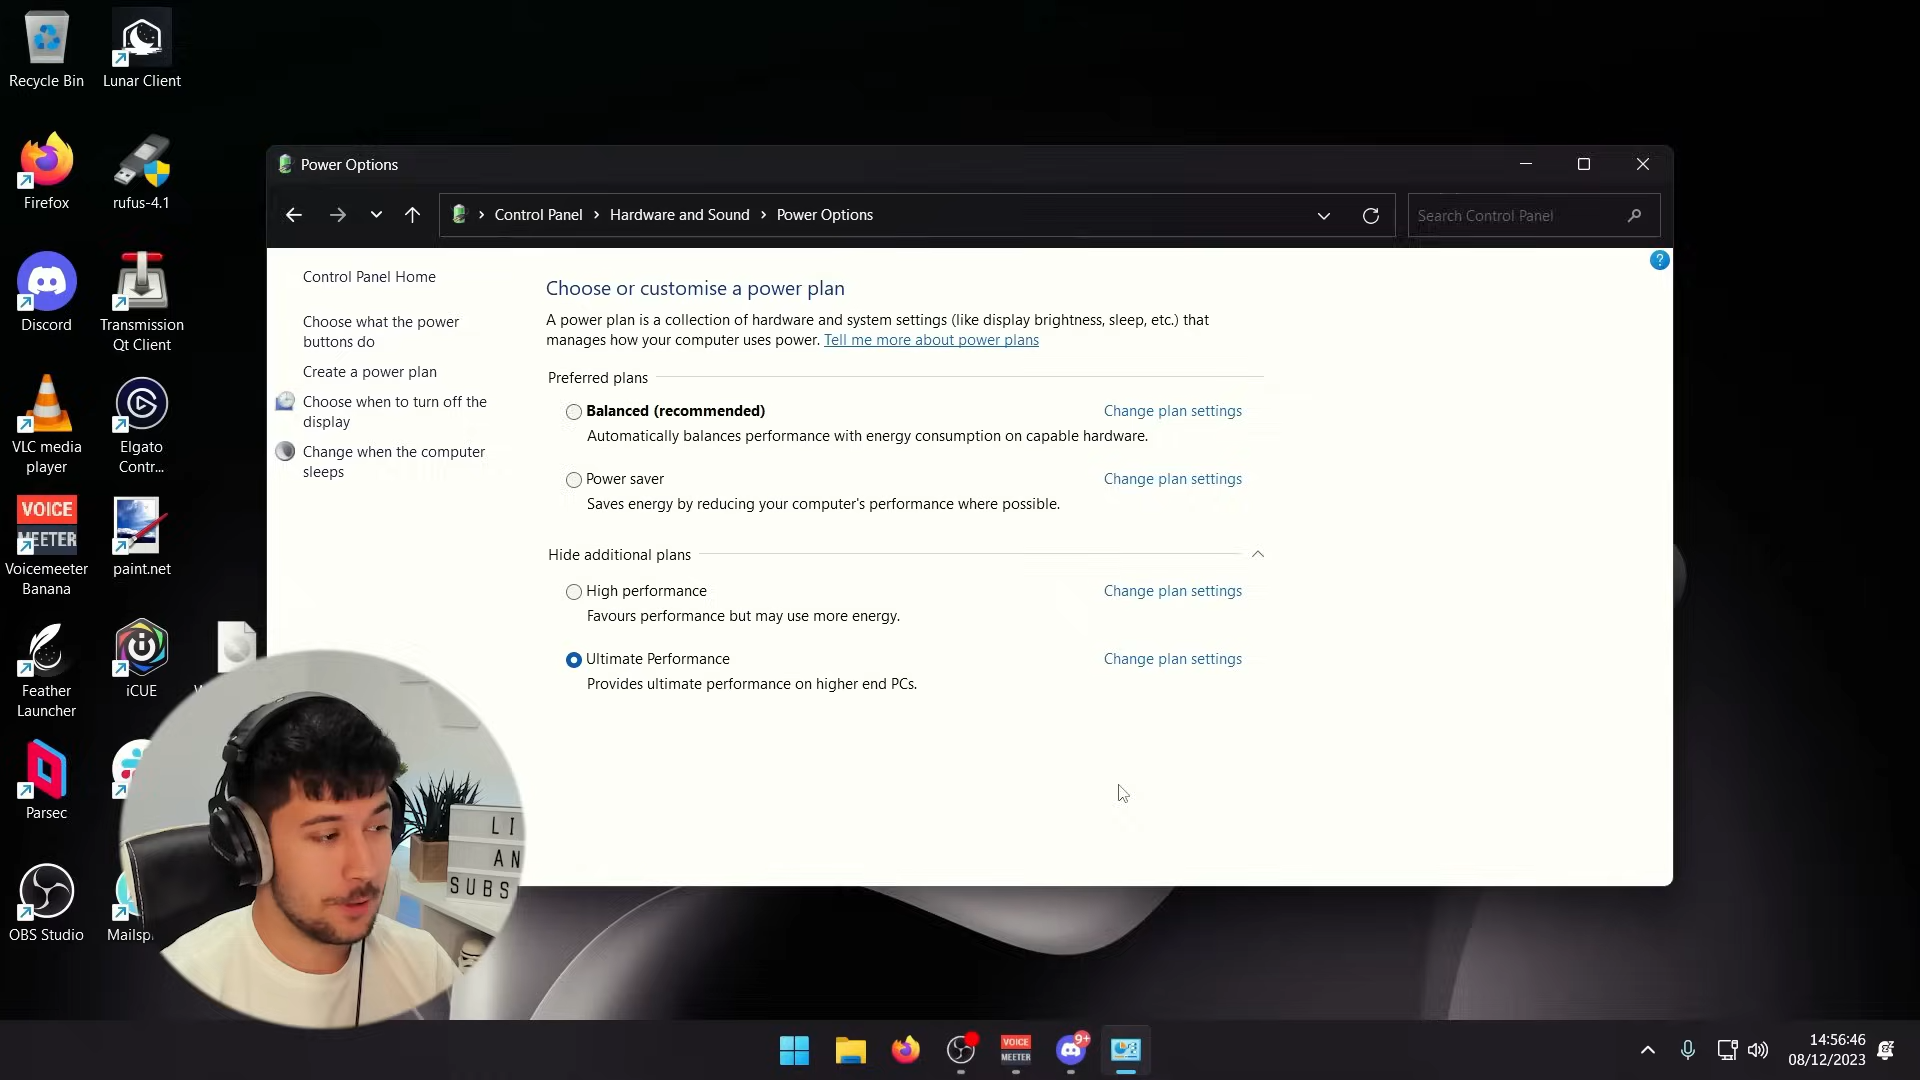 Recycle Bin
Lunar Client
Firefox
rufus-4.1
Discord
Transmission
Qt Client
VLC media
player
Elgato
Contr...
VOICE
MEETER
Voicemeeter
Banana
paint.net
Feather
Launcher
iCUE
Parsec
OBS Studio
Mailsp
Power Options
Control Panel
Hardware and Sound
Power Options
Search Control Panel
?
Control Panel Home
Choose what the power
buttons do
Create a power plan
Choose when to turn off the
display
Change when the computer
sleeps
Choose or customise a power plan
A power plan is a collection of hardware and system settings (like display brightness, sleep, etc.) that
manages how your computer uses power. Tell me more about power plans
Preferred plans
Balanced (recommended) Change plan settings
Automatically balances performance with energy consumption on capable hardware.
Power saver Change plan settings
Saves energy by reducing your computer's performance where possible.
Hide additional plans
High performance Change plan settings
Favours performance but may use more energy.
Ultimate Performance Change plan settings
Provides ultimate performance on higher end PCs.
LI
AN
SUBS
VOICE
MEETER
9+
14:56:46
08/12/2023